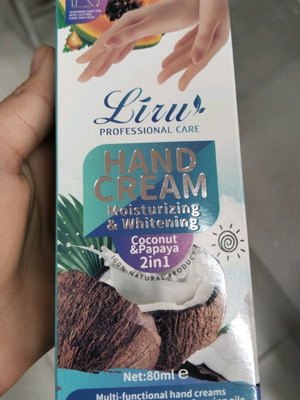 Liru
PROFESSIONAL CARE
HAND
CREAM
Moisturizing
& Whitening
Coconut
&Papaya
2in1
100% NATURAL PRODUCT
Net:80ml e
Multi-functional hand creams